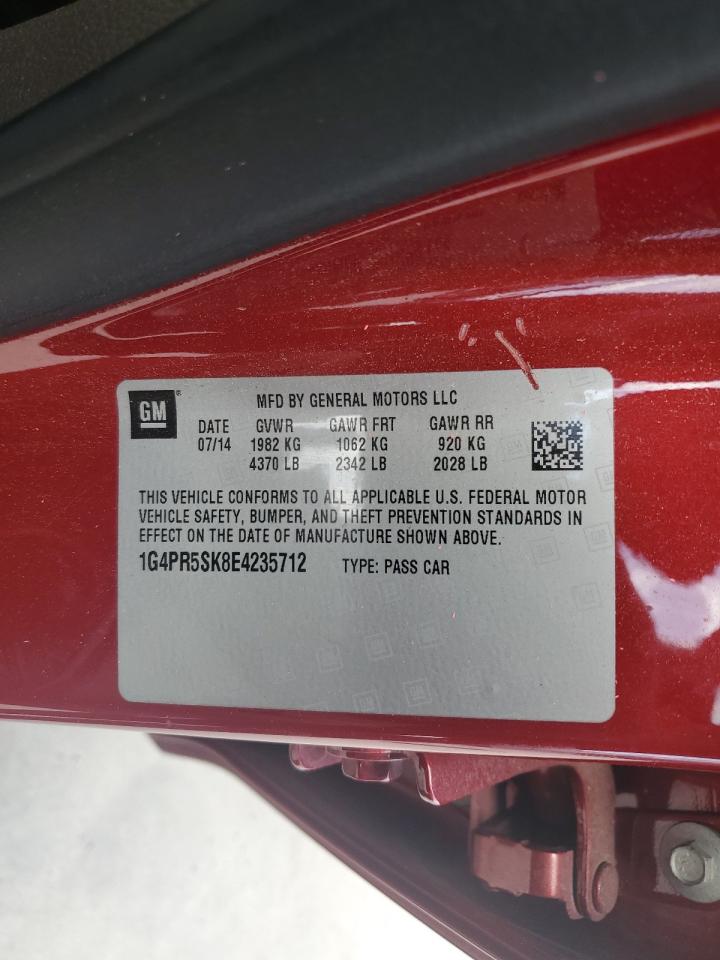 GM ®
MFD BY GENERAL MOTORS LLC
DATE GVWR GAWR FRT GAWR RR
07/14 1982 KG 1062 KG 920 KG
4370 LB 2342 LB 2028 LB
THIS VEHICLE CONFORMS TO ALL APPLICABLE U.S. FEDERAL MOTOR
VEHICLE SAFETY, BUMPER, AND THEFT PREVENTION STANDARDS IN
EFFECT ON THE DATE OF MANUFACTURE SHOWN ABOVE.
1G4PR5SK8E4235712 TYPE: PASS CAR